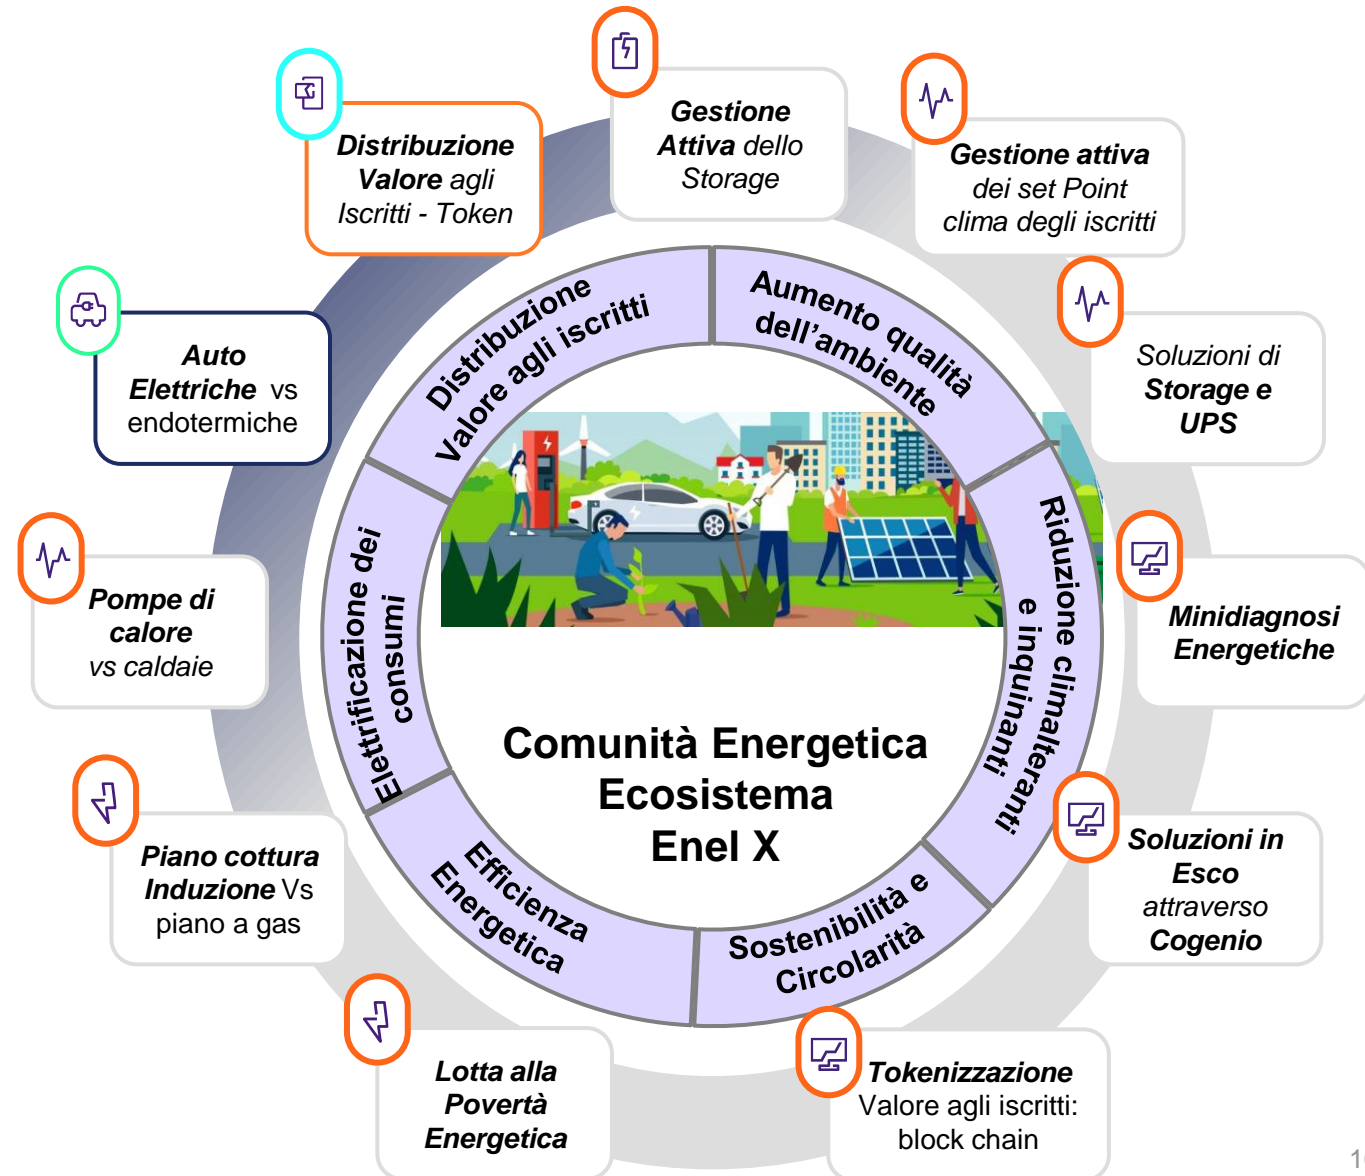 Gestione
Attiva dello
Storage
Gestione attiva
dei set Point
clima degli iscritti
Soluzioni di
Storage e
UPS
Minidiagnosi
Energetiche
Soluzioni in
Esco
attraverso
Cogenio
Tokenizzazione
Valore agli iscritti:
block chain
Lotta alla
Povertà
Energetica
Piano cottura
Induzione Vs
piano a gas
Pompe di
calore
vs caldaie
Auto
Elettriche vs
endotermiche
Distribuzione
Valore agli
Iscritti - Token
Aumento qualità
dell'ambiente
Riduzione climalteranti
e inquinanti
Sostenibilità e
Circolarità
Efficienza
Energetica
Elettrificazione dei
consumi
Distribuzione
Valore agli iscritti
Comunità Energetica
Ecosistema
Enel X